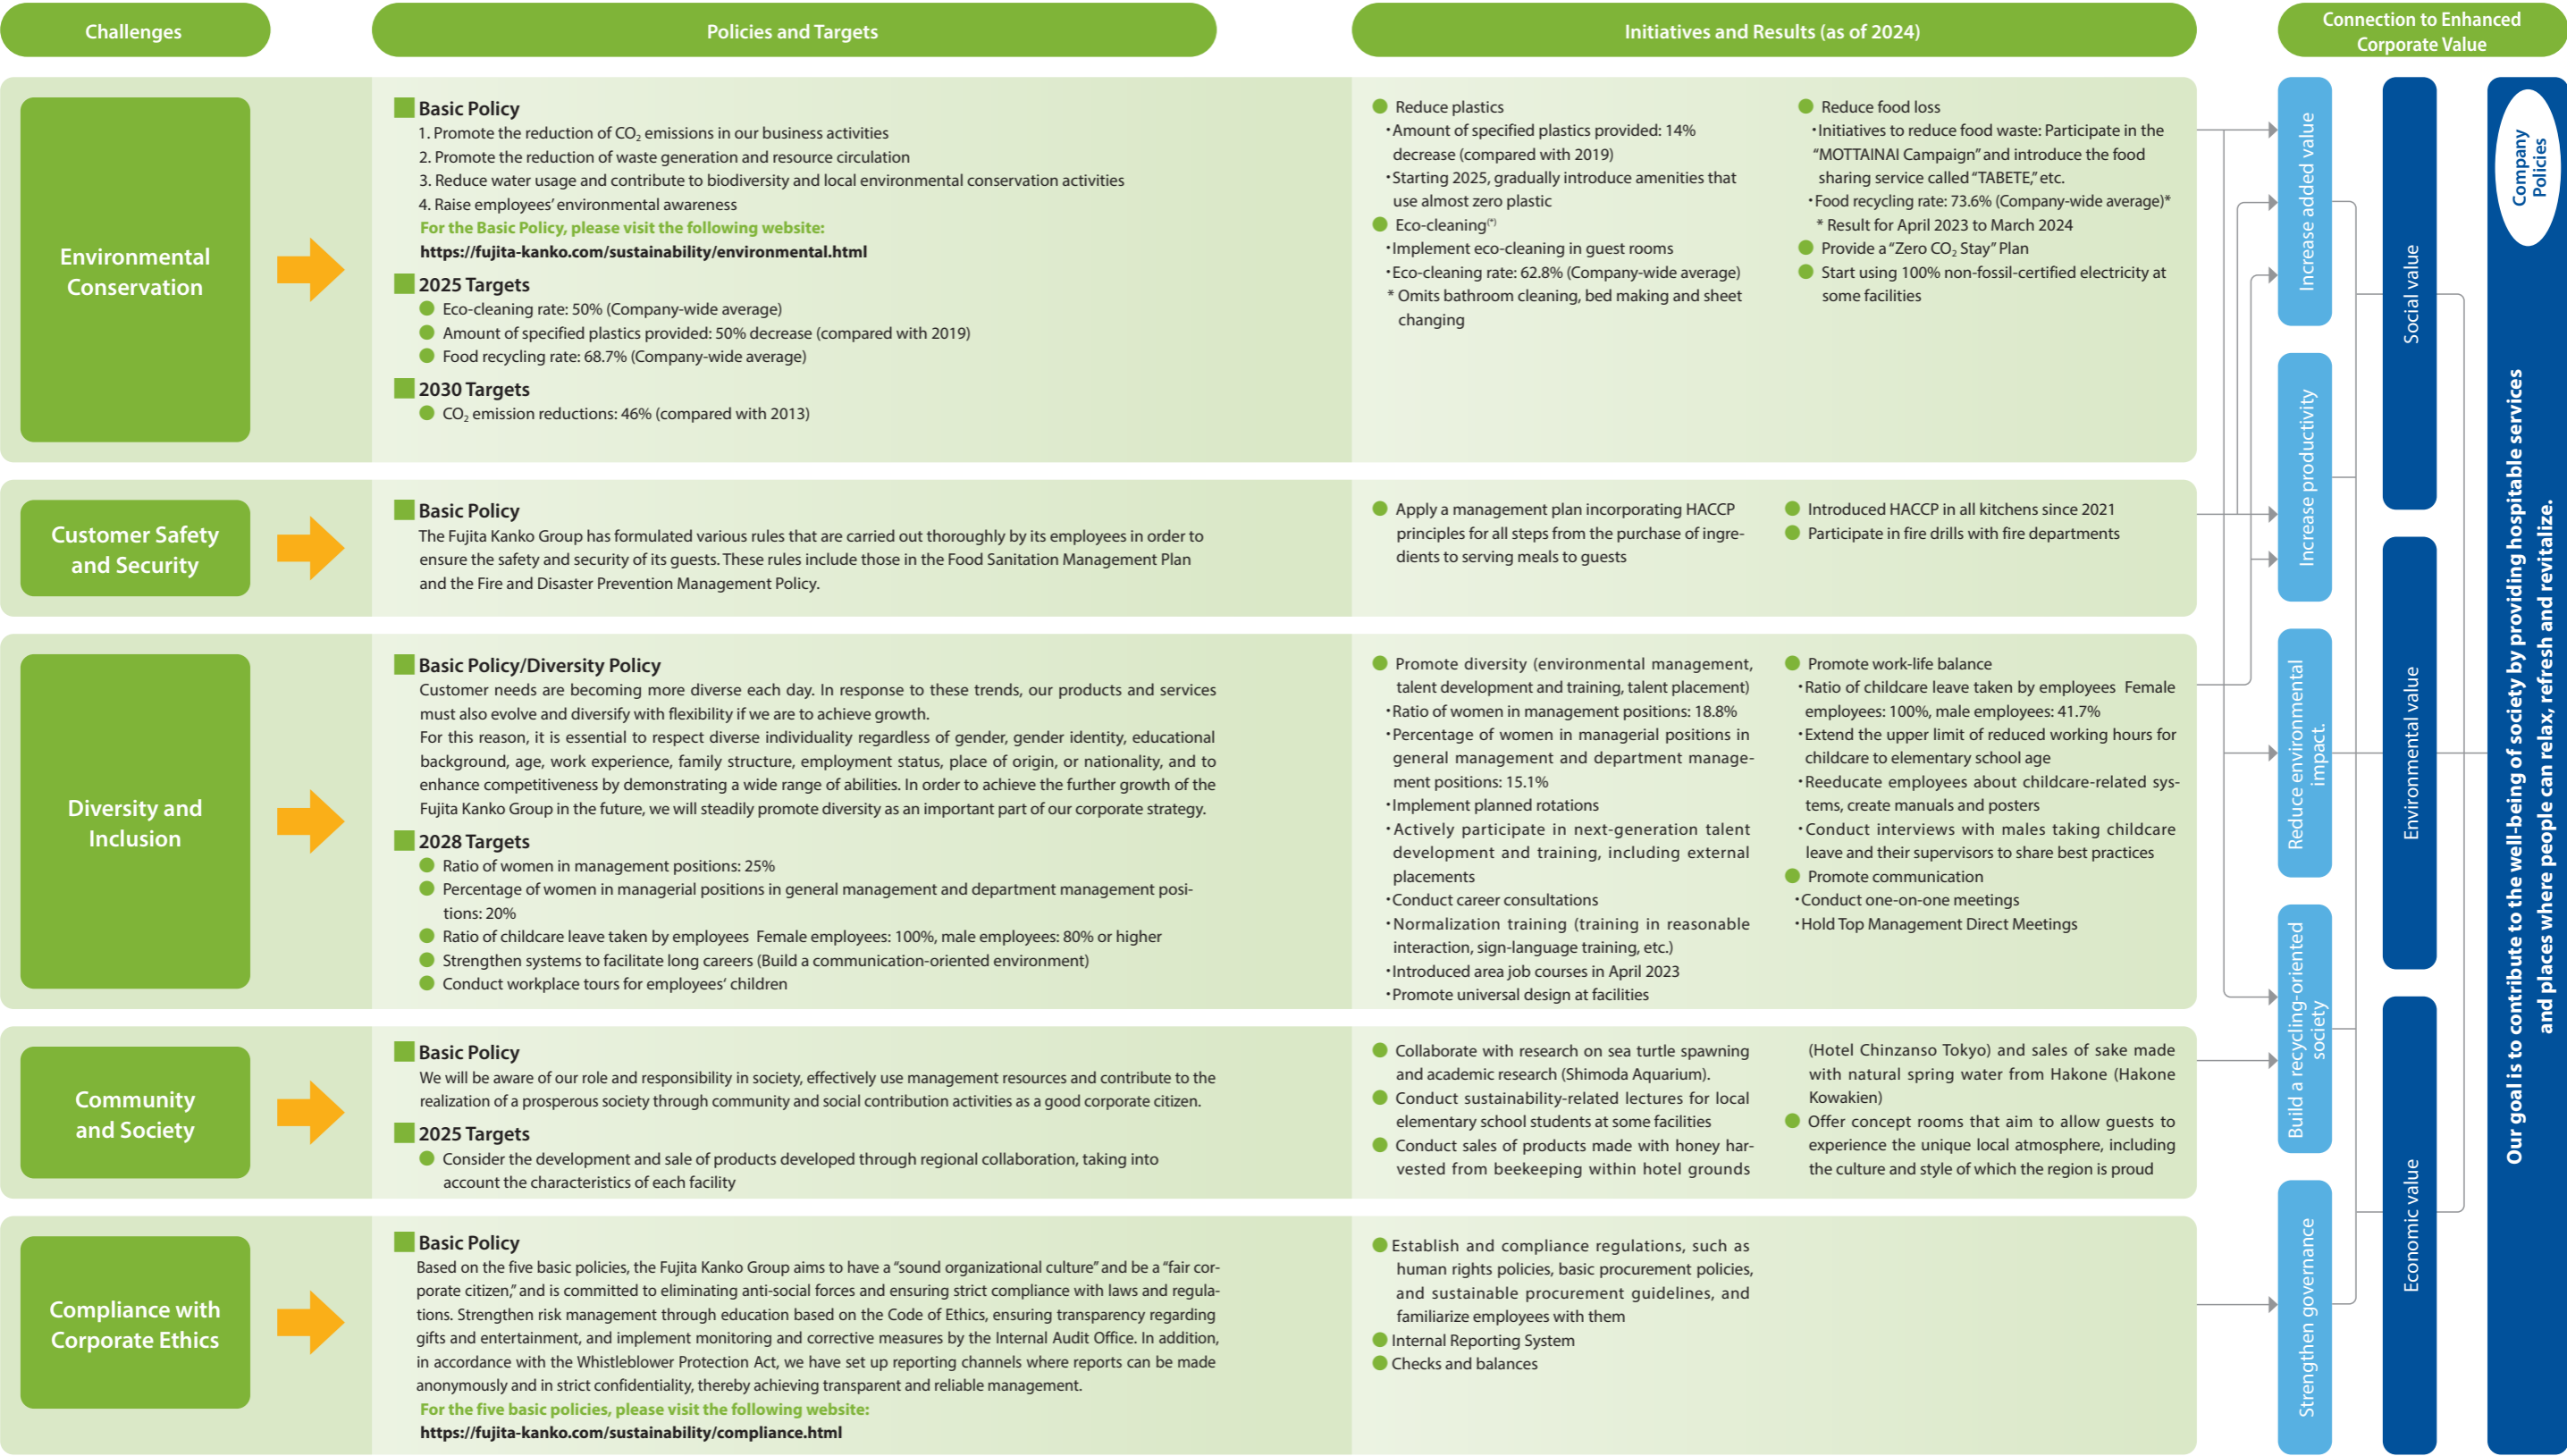 Challenges
Policies and Targets
Initiatives and Results (as of 2024)
Connection to Enhanced
Corporate Value
Environmental
Conservation
Basic Policy
1. Promote the reduction of CO₂ emissions in our business activities
2. Promote the reduction of waste generation and resource circulation
3. Reduce water usage and contribute to biodiversity and local environmental conservation activities
4. Raise employees’ environmental awareness
For the Basic Policy, please visit the following website:
https://fujita-kanko.com/sustainability/environmental.html
2025 Targets
Eco-cleaning rate: 50% (Company-wide average)
Amount of specified plastics provided: 50% decrease (compared with 2019)
Food recycling rate: 68.7% (Company-wide average)
2030 Targets
CO₂ emission reductions: 46% (compared with 2013)
Reduce plastics
・Amount of specified plastics provided: 14%
decrease (compared with 2019)
・Starting 2025, gradually introduce amenities that
use almost zero plastic
Eco-cleaning(*)
・Implement eco-cleaning in guest rooms
・Eco-cleaning rate: 62.8% (Company-wide average)
* Omits bathroom cleaning, bed making and sheet
changing
Reduce food loss
・Initiatives to reduce food waste: Participate in the
“MOTTAINAI Campaign” and introduce the food
sharing service called “TABETE,” etc.
・Food recycling rate: 73.6% (Company-wide average)*
* Result for April 2023 to March 2024
Provide a “Zero CO₂ Stay” Plan
Start using 100% non-fossil-certified electricity at
some facilities
Customer Safety
and Security
Basic Policy
The Fujita Kanko Group has formulated various rules that are carried out thoroughly by its employees in order to
ensure the safety and security of its guests. These rules include those in the Food Sanitation Management Plan
and the Fire and Disaster Prevention Management Policy.
Apply a management plan incorporating HACCP
principles for all steps from the purchase of ingre-
dients to serving meals to guests
Introduced HACCP in all kitchens since 2021
Participate in fire drills with fire departments
Diversity and
Inclusion
Basic Policy/Diversity Policy
Customer needs are becoming more diverse each day. In response to these trends, our products and services
must also evolve and diversify with flexibility if we are to achieve growth.
For this reason, it is essential to respect diverse individuality regardless of gender, gender identity, educational
background, age, work experience, family structure, employment status, place of origin, or nationality, and to
enhance competitiveness by demonstrating a wide range of abilities. In order to achieve the further growth of the
Fujita Kanko Group in the future, we will steadily promote diversity as an important part of our corporate strategy.
2028 Targets
Ratio of women in management positions: 25%
Percentage of women in managerial positions in general management and department management posi-
tions: 20%
Ratio of childcare leave taken by employees Female employees: 100%, male employees: 80% or higher
Strengthen systems to facilitate long careers (Build a communication-oriented environment)
Conduct workplace tours for employees’ children
Promote diversity (environmental management,
talent development and training, talent placement)
・Ratio of women in management positions: 18.8%
・Percentage of women in managerial positions in
general management and department manage-
ment positions: 15.1%
・Implement planned rotations
・Actively participate in next-generation talent
development and training, including external
placements
・Conduct career consultations
・Normalization training (training in reasonable
interaction, sign-language training, etc.)
・Introduced area job courses in April 2023
・Promote universal design at facilities
Promote work-life balance
・Ratio of childcare leave taken by employees Female
employees: 100%, male employees: 41.7%
・Extend the upper limit of reduced working hours for
childcare to elementary school age
・Reeducate employees about childcare-related sys-
tems, create manuals and posters
・Conduct interviews with males taking childcare
leave and their supervisors to share best practices
Promote communication
・Conduct one-on-one meetings
・Hold Top Management Direct Meetings
Community
and Society
Basic Policy
We will be aware of our role and responsibility in society, effectively use management resources and contribute to the
realization of a prosperous society through community and social contribution activities as a good corporate citizen.
2025 Targets
Consider the development and sale of products developed through regional collaboration, taking into
account the characteristics of each facility
Collaborate with research on sea turtle spawning
and academic research (Shimoda Aquarium).
Conduct sustainability-related lectures for local
elementary school students at some facilities
Conduct sales of products made with honey har-
vested from beekeeping within hotel grounds
(Hotel Chinzanso Tokyo) and sales of sake made
with natural spring water from Hakone (Hakone
Kowakien)
Offer concept rooms that aim to allow guests to
experience the unique local atmosphere, including
the culture and style of which the region is proud
Compliance with
Corporate Ethics
Basic Policy
Based on the five basic policies, the Fujita Kanko Group aims to have a “sound organizational culture” and be a “fair cor-
porate citizen,” and is committed to eliminating anti-social forces and ensuring strict compliance with laws and regula-
tions. Strengthen risk management through education based on the Code of Ethics, ensuring transparency regarding
gifts and entertainment, and implement monitoring and corrective measures by the Internal Audit Office. In addition,
in accordance with the Whistleblower Protection Act, we have set up reporting channels where reports can be made
anonymously and in strict confidentiality, thereby achieving transparent and reliable management.
For the five basic policies, please visit the following website:
https://fujita-kanko.com/sustainability/compliance.html
Establish and compliance regulations, such as
human rights policies, basic procurement policies,
and sustainable procurement guidelines, and
familiarize employees with them
Internal Reporting System
Checks and balances
Increase added value
Increase productivity
Reduce environmental
impact.
Build a recycling-oriented
society
Strengthen governance
Social value
Environmental value
Economic value
Company
Policies
Our goal is to contribute to the well-being of society by providing hospitable services
and places where people can relax, refresh and revitalize.